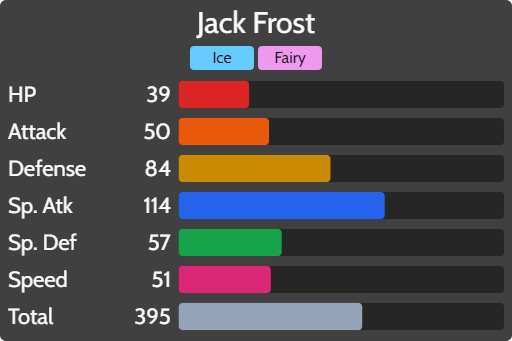 Jack Frost
Ice Fairy
HP 39
Attack 50
Defense 84
Sp. Atk 114
Sp. Def 57
Speed 51
Total 395